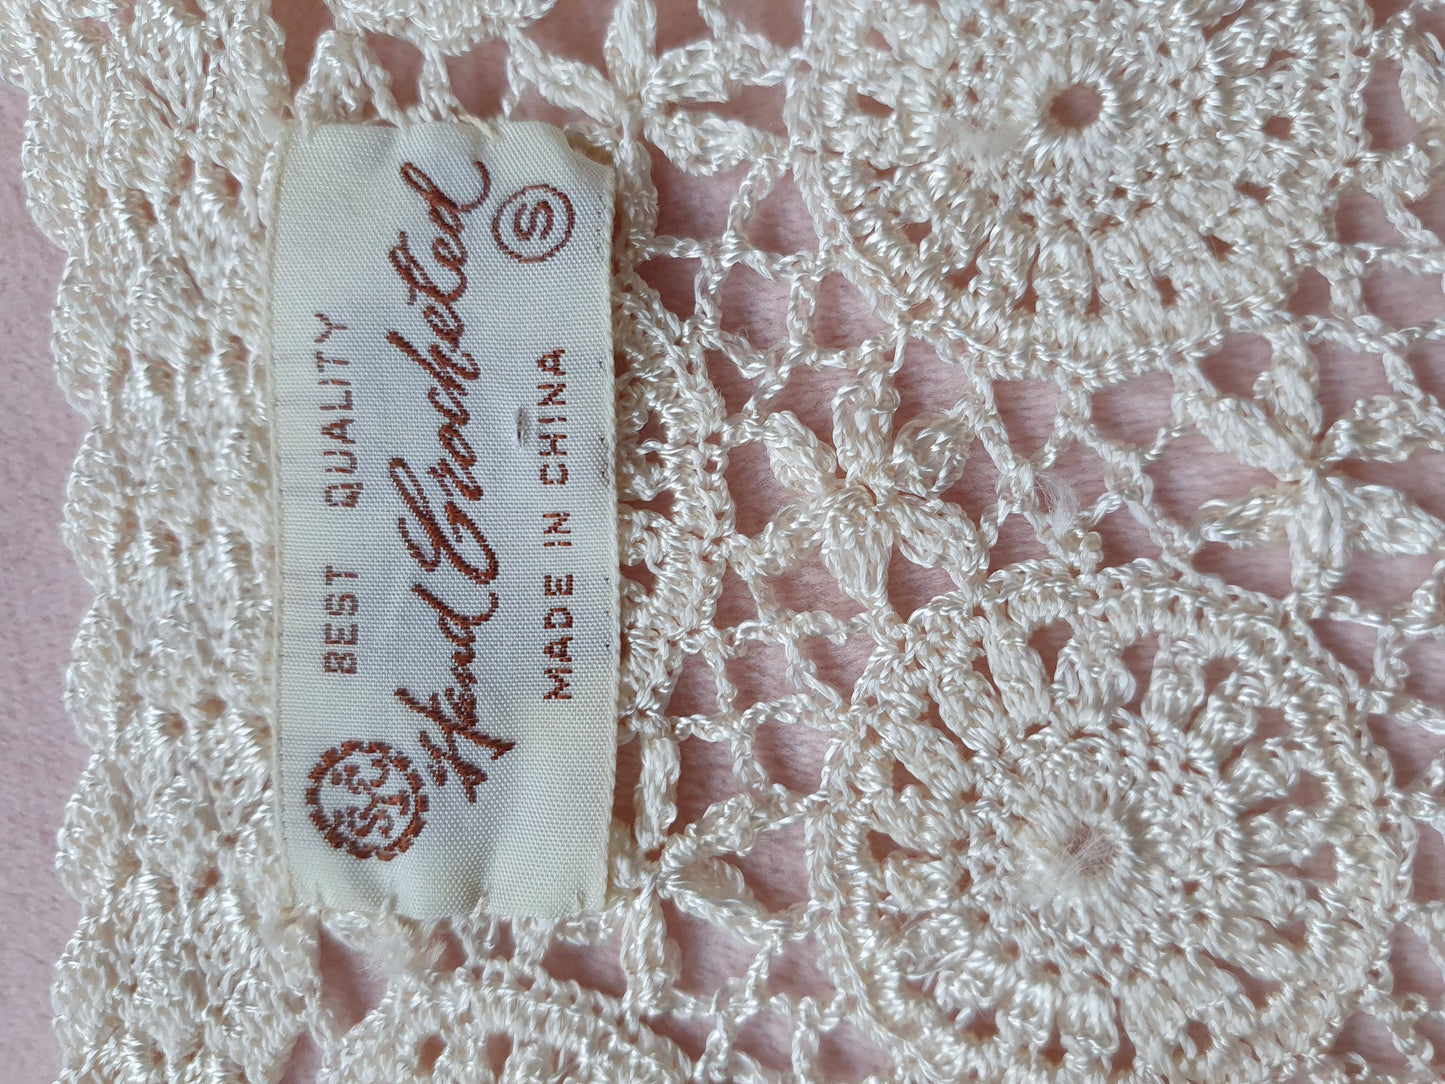 BEST QUALITY
Hand Crocheted
S
MADE IN CHINA